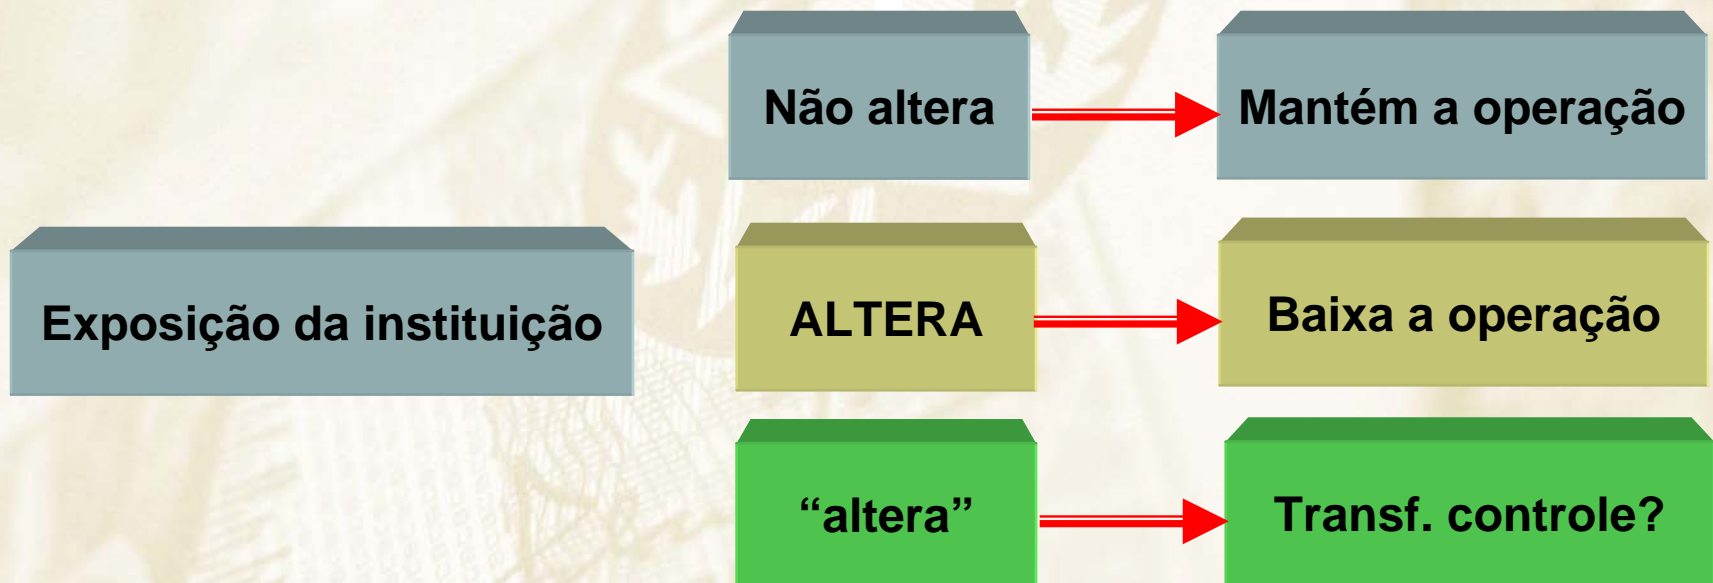 Não altera
Mantém a operação
Exposição da instituição
ALTERA
Baixa a operação
“altera”
Transf. controle?